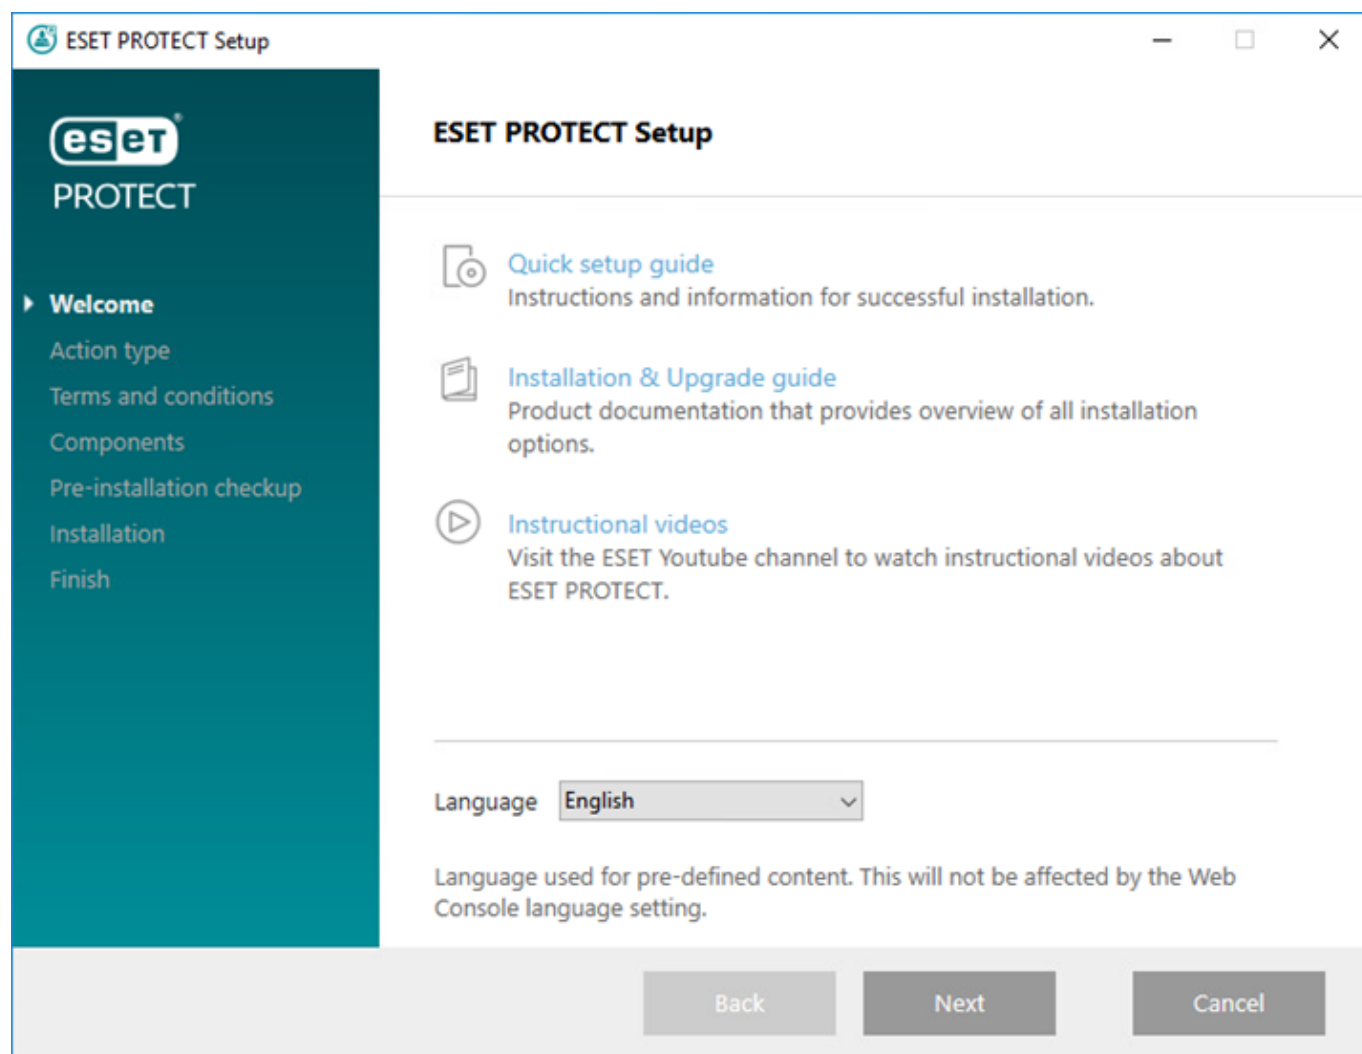 ESET PROTECT Setup
eset®
PROTECT
Welcome
Action type
Terms and conditions
Components
Pre-installation checkup
Installation
Finish
ESET PROTECT Setup
Quick setup guide
Instructions and information for successful installation.
Installation & Upgrade guide
Product documentation that provides overview of all installation
options.
Instructional videos
Visit the ESET Youtube channel to watch instructional videos about
ESET PROTECT.
Language English
Language used for pre-defined content. This will not be affected by the Web
Console language setting.
Back Next Cancel